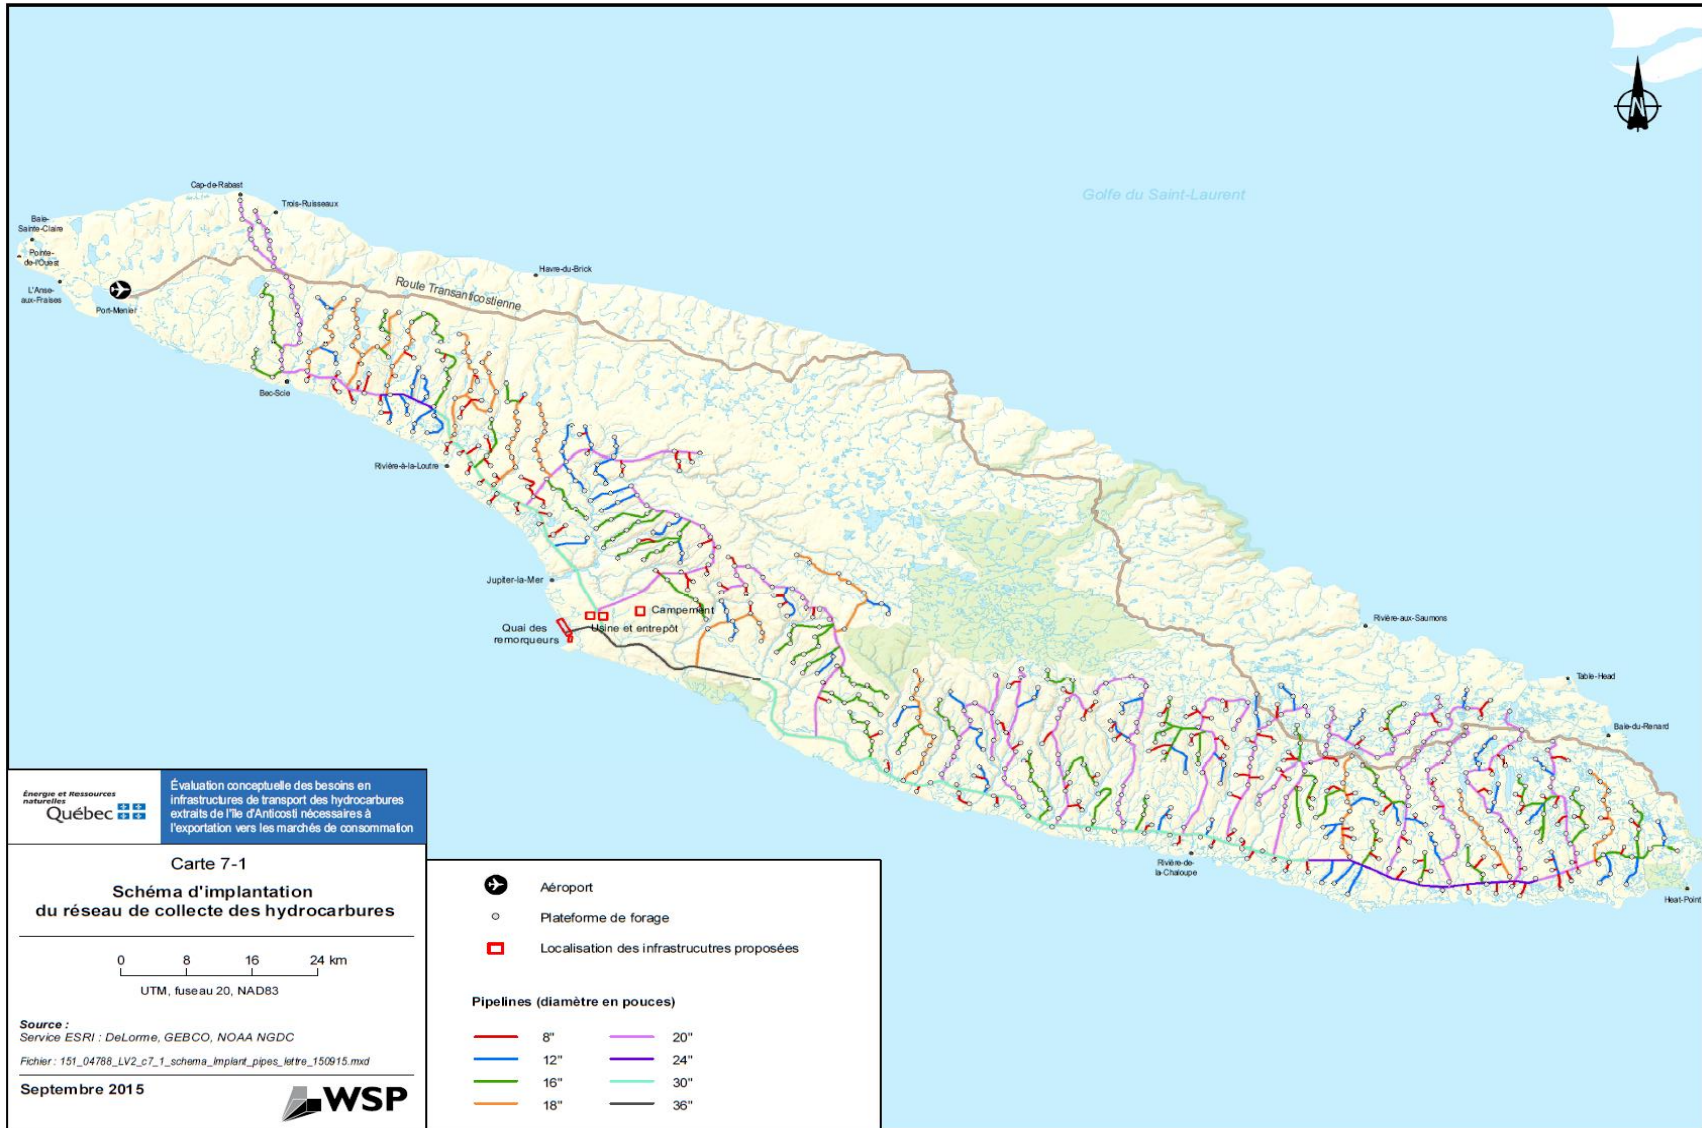 Golfe du Saint-Laurent
N
Cap-de-Rabast
Trois-Ruisseaux
Baie-
Sainte-Claire
Pointe-
de-l'Ouest
L'Anse-
aux-Fraises
Port-Menier
Havre-du-Brick
Route Transanticostienne
Bec-Scie
Rivière-à-la-Loutre
Jupiter-la-Mer
Campement
Usine et entrepôt
Quai des
remorqueurs
Rivière-aux-Saumons
Table-Head
Baie-du-Renard
Rivière-de-
la-Chaloupe
Heat-Point
Énergie et Ressources
naturelles
Québec
Évaluation conceptuelle des besoins en
infrastructures de transport des hydrocarbures
extraits de l'île d'Anticosti nécessaires à
l'exportation vers les marchés de consommation
Carte 7-1
Schéma d'implantation
du réseau de collecte des hydrocarbures
0 8 16 24 km
UTM, fuseau 20, NAD83
Source :
Service ESRI : DeLorme, GEBCO, NOAA NGDC
Fichier : 151_04788_LV2_c7_1_schema_implant_pipes_lettre_150915.mxd
Septembre 2015
WSP
Aéroport
Plateforme de forage
Localisation des infrastrucutres proposées
Pipelines (diamètre en pouces)
8" 20"
12" 24"
16" 30"
18" 36"